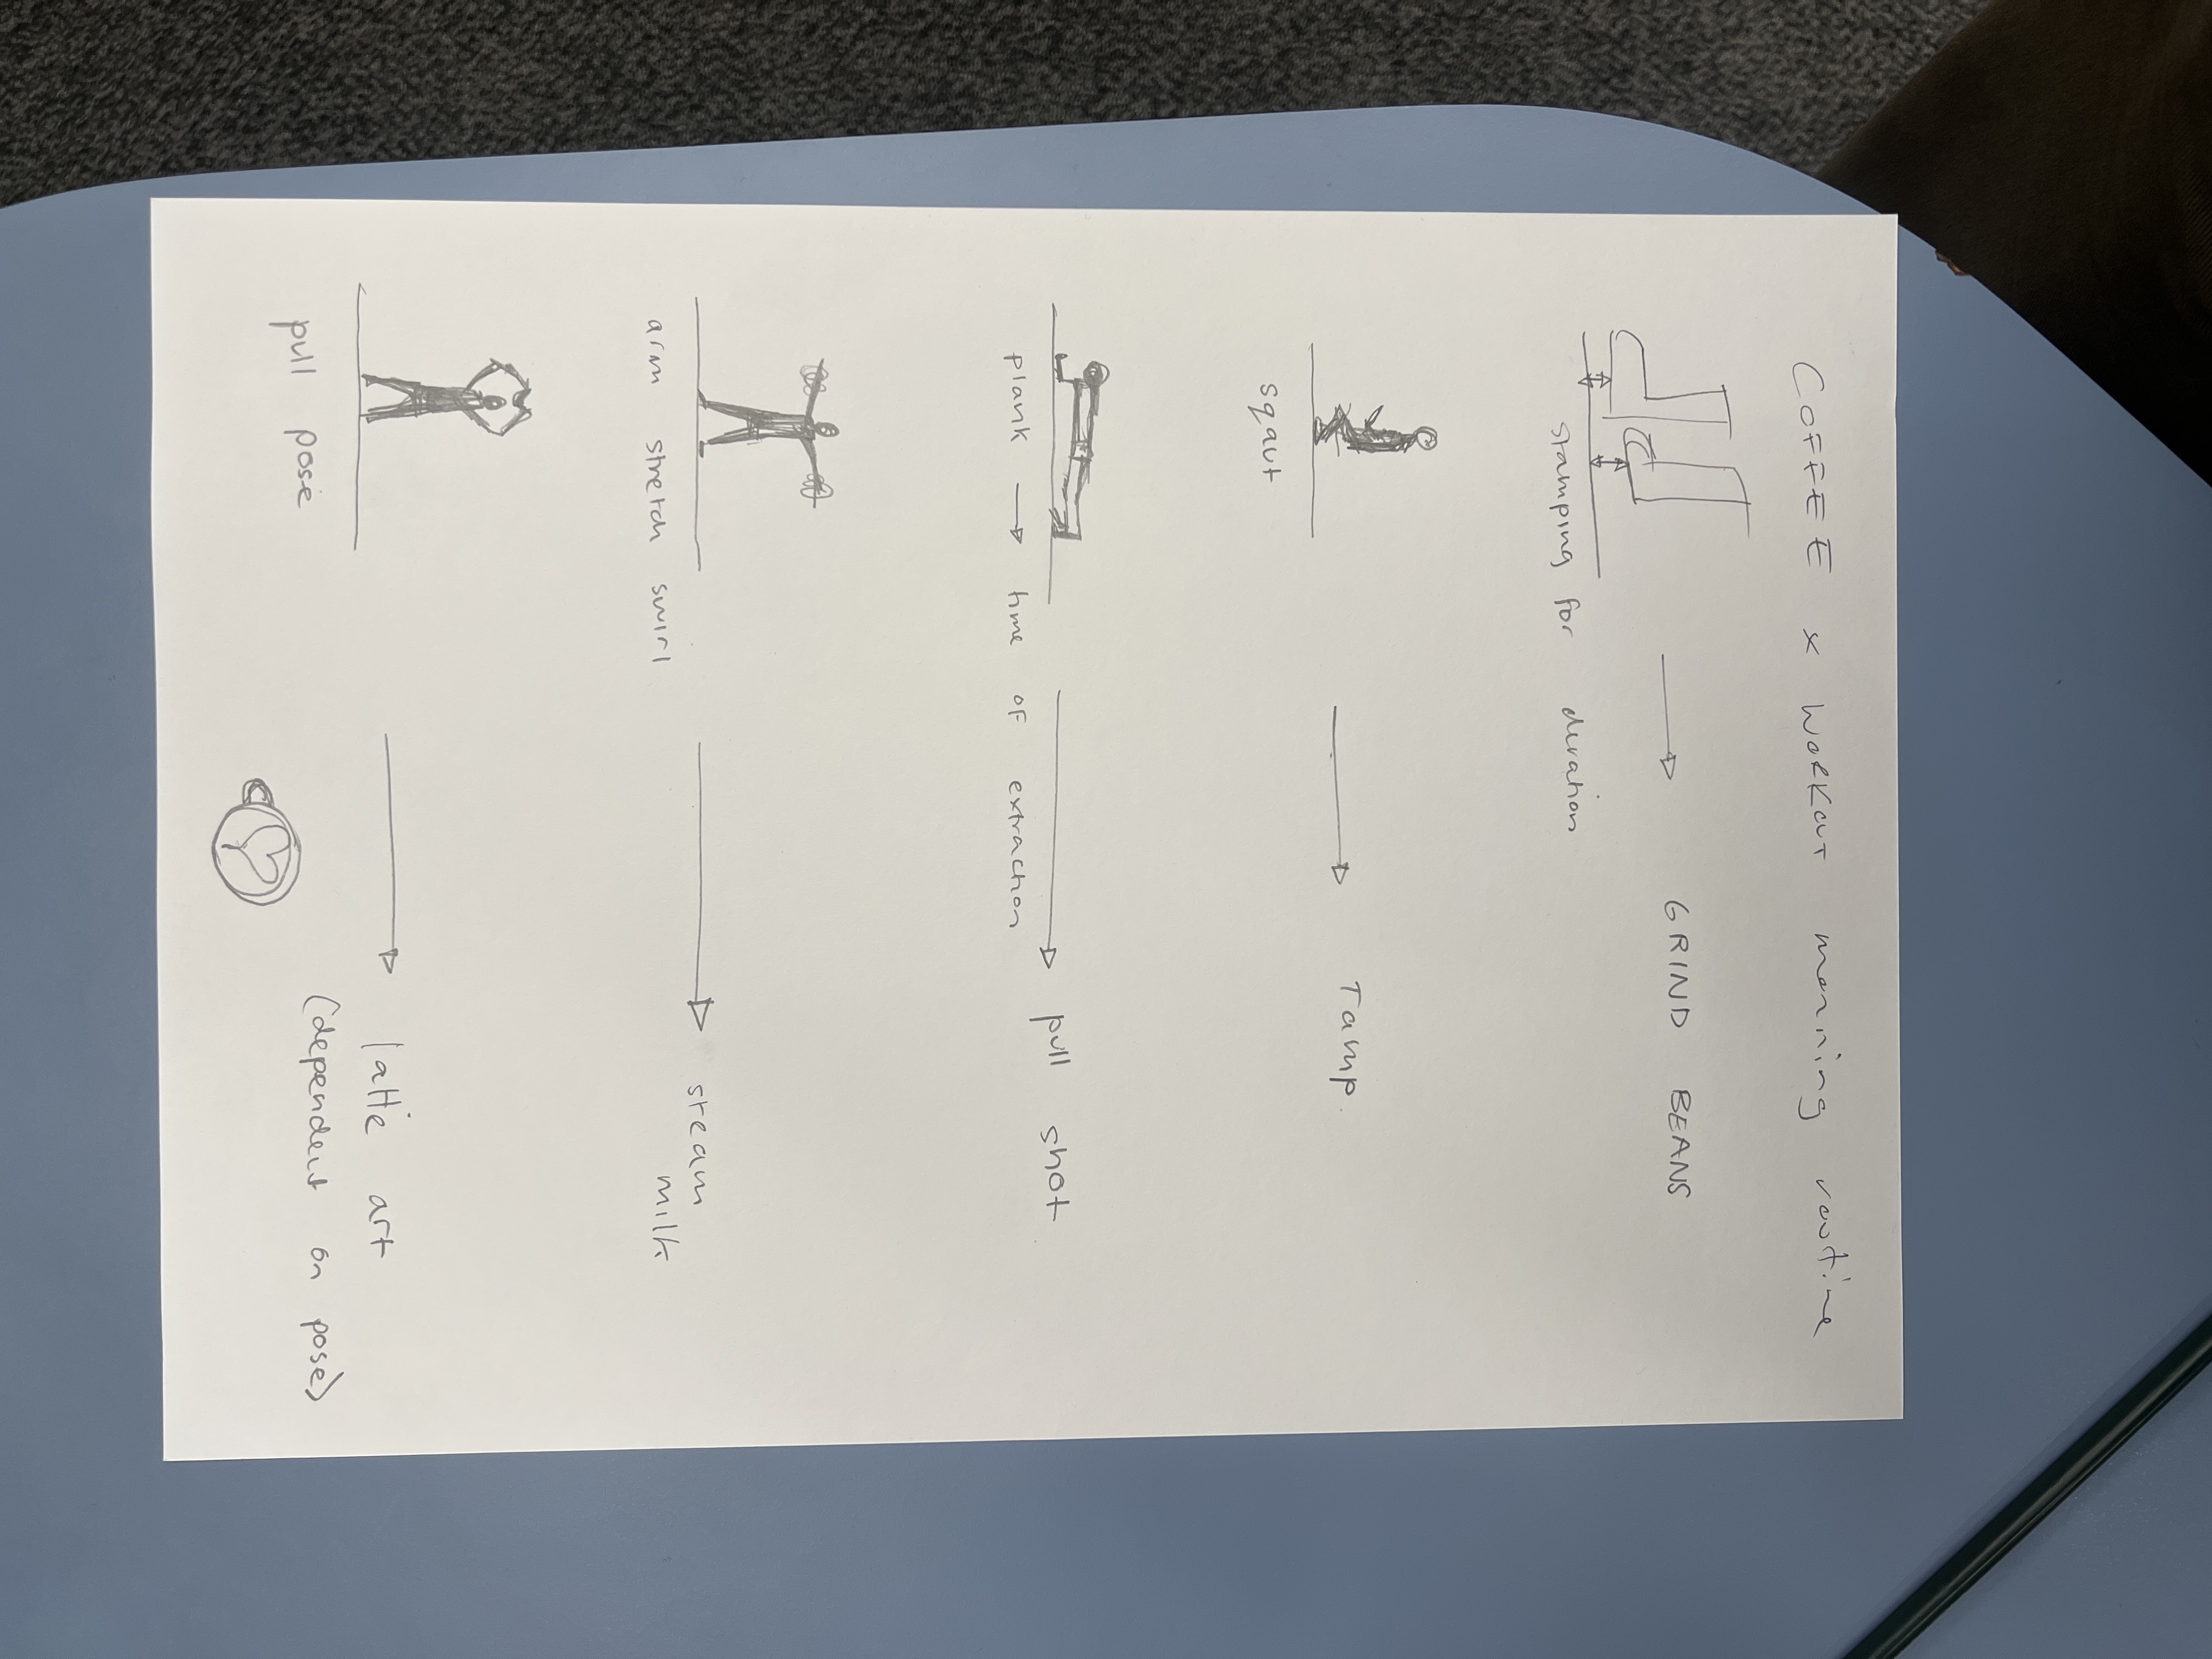 COFFEE x WORKOUT morning routine
GRIND BEANS
stamping for duration
Tamp.
sqaut
pull shot
plank → time OF extraction
steam
milk
arm stretch swirl
latte art
(dependent on pose)
pull pose